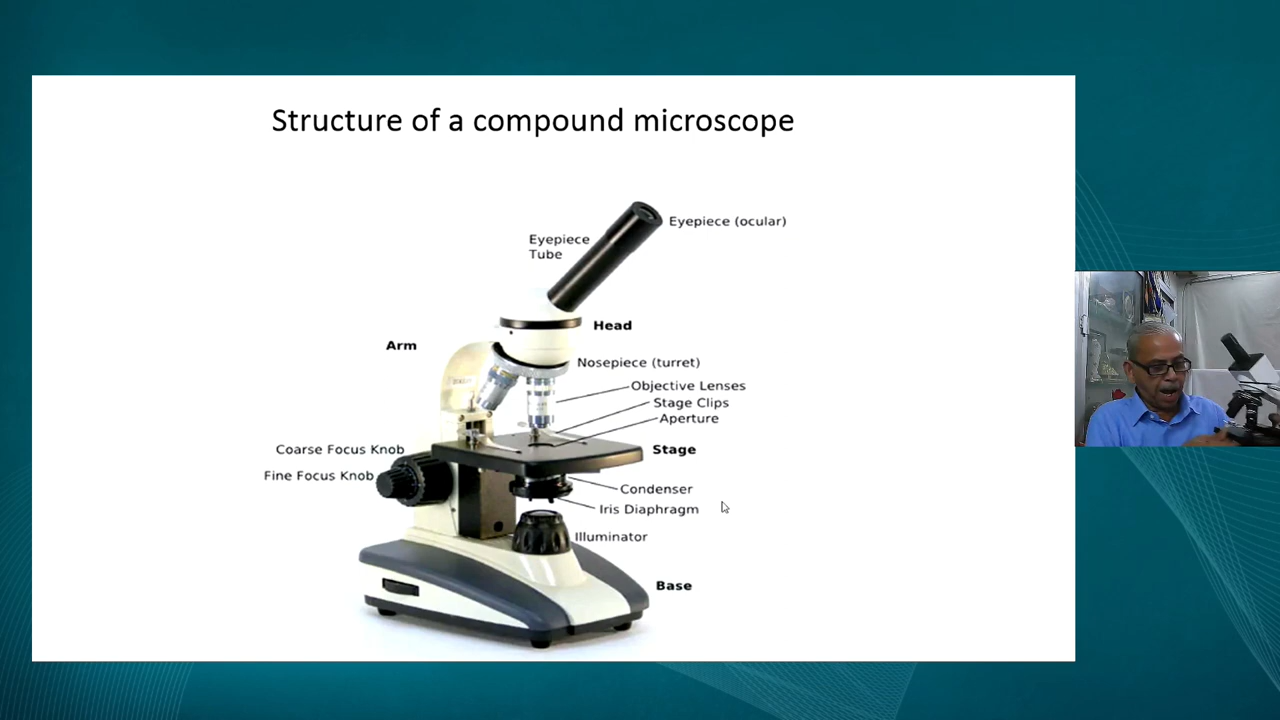 Structure of a compound microscope
Eyepiece (ocular)
Eyepiece
Tube
Head
Arm
Nosepiece (turret)
Objective Lenses
Stage Clips
Aperture
Coarse Focus Knob
Stage
Fine Focus Knob
Condenser
Iris Diaphragm
Illuminator
Base